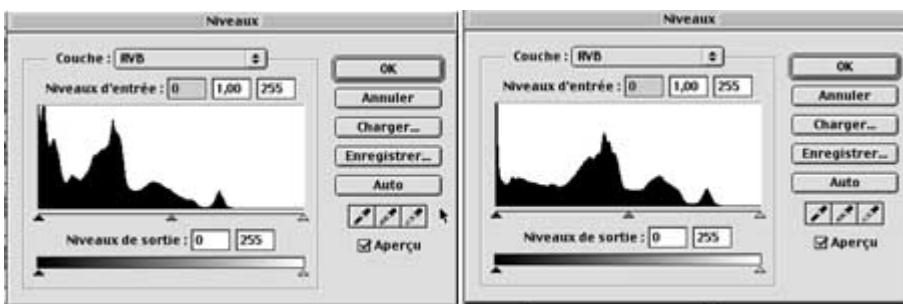 Niveaux
Couche : RVB
Niveaux d'entrée : 0 1,00 255
OK
Annuler
Charger...
Enregistrer...
Auto
Niveaux de sortie : 0 255
Aperçu
Niveaux
Couche : RVB
Niveaux d'entrée : 0 1,00 255
OK
Annuler
Charger...
Enregistrer...
Auto
Niveaux de sortie : 0 255
Aperçu